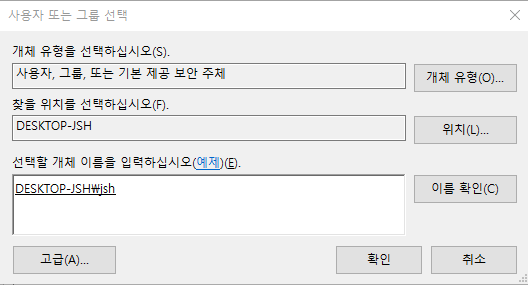 사용자 또는 그룹 선택
개체 유형을 선택하십시오(S).
사용자, 그룹, 또는 기본 제공 보안 주체
개체 유형(O)...
찾을 위치를 선택하십시오(F).
DESKTOP-JSH
위치(L)...
선택할 개체 이름을 입력하십시오(예제)(E).
DESKTOP-JSH₩jsh
이름 확인(C)
고급(A)...
확인
취소